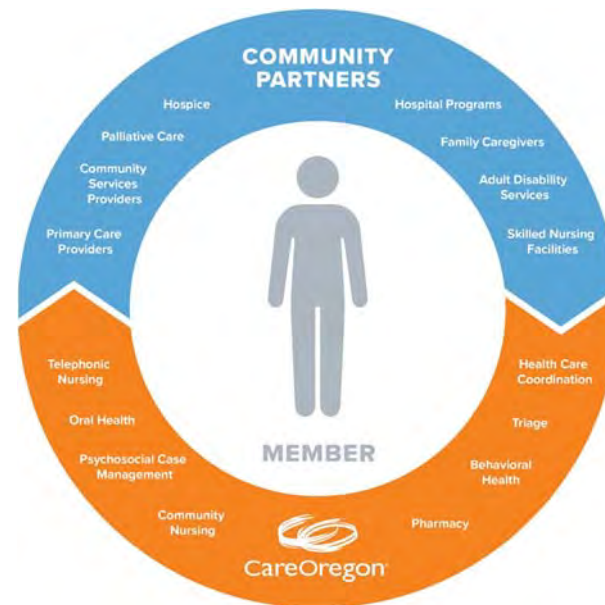 COMMUNITY
PARTNERS
Hospice
Palliative Care
Community
Services
Providers
Primary Care
Providers
Hospital Programs
Family Caregivers
Adult Disability
Services
Skilled Nursing
Facilities
Telephonic
Nursing
Oral Health
Psychosocial Case
Management
Community
Nursing
Health Care
Coordination
Triage
Behavioral
Health
Pharmacy
MEMBER
CareOregon®